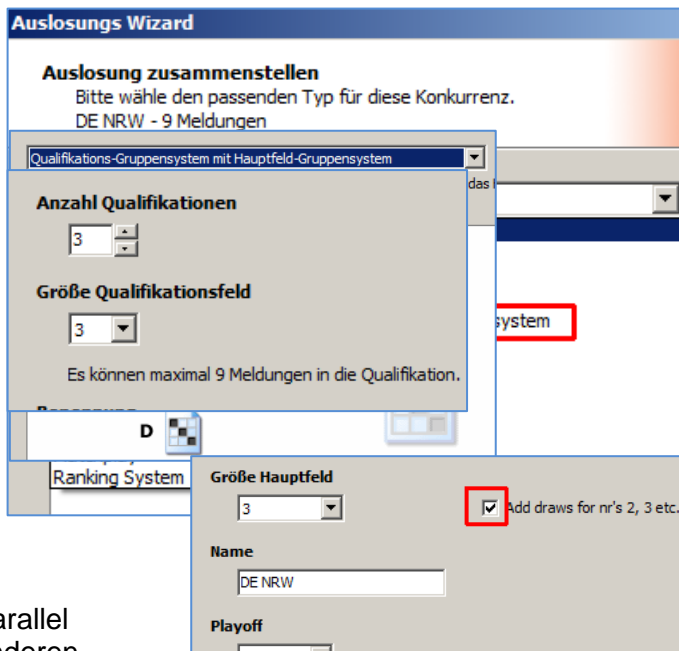 Auslosungs Wizard
Auslosung zusammenstellen
Bitte wähle den passenden Typ für diese Konkurrenz.
DE NRW - 9 Meldungen
Qualifikations-Gruppensystem mit Hauptfeld-Gruppensystem
das
Anzahl Qualifikationen
3
Größe Qualifikationsfeld
3
system
Es können maximal 9 Meldungen in die Qualifikation.
D
Ranking System
Größe Hauptfeld
3
Add draws for nr's 2, 3 etc.
Name
DE NRW
Playoff